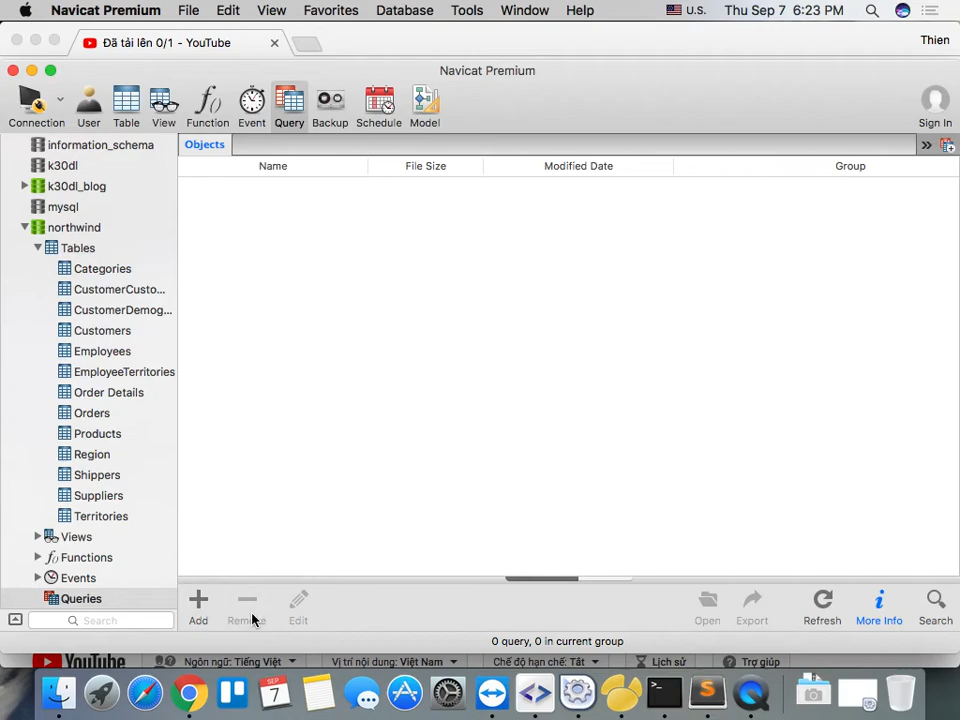 Navicat Premium File Edit View Favorites Database Tools Window Help U.S. Thu Sep 7 6:23 PM
Đã tải lên 0/1 - YouTube Thien
Navicat Premium
Connection User Table View Function Event Query Backup Schedule Model Sign In
information_schema
k30dl
k30dl_blog
mysql
northwind
Tables
Categories
CustomerCusto...
CustomerDemog...
Customers
Employees
EmployeeTerritories
Order Details
Orders
Products
Region
Shippers
Suppliers
Territories
Views
Functions
Events
Queries
Search
Objects
Name File Size Modified Date Group
Add Remove Edit Open Export Refresh More Info Search
0 query, 0 in current group
YouTube Ngôn ngữ: Tiếng Việt Vị trí nội dung: Việt Nam Chế độ hạn chế: Tắt Lịch sử Trợ giúp
SEP
7